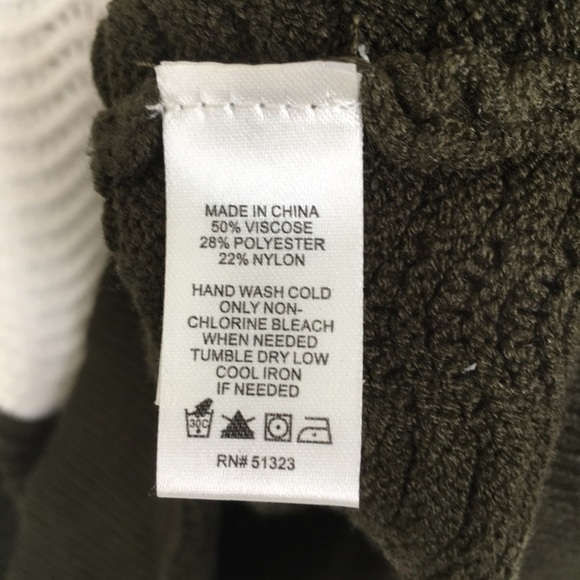 MADE IN CHINA
50% VISCOSE
28% POLYESTER
22% NYLON
HAND WASH COLD
ONLY NON-
CHLORINE BLEACH
WHEN NEEDED
TUMBLE DRY LOW
COOL IRON
IF NEEDED
30C
RN# 51323